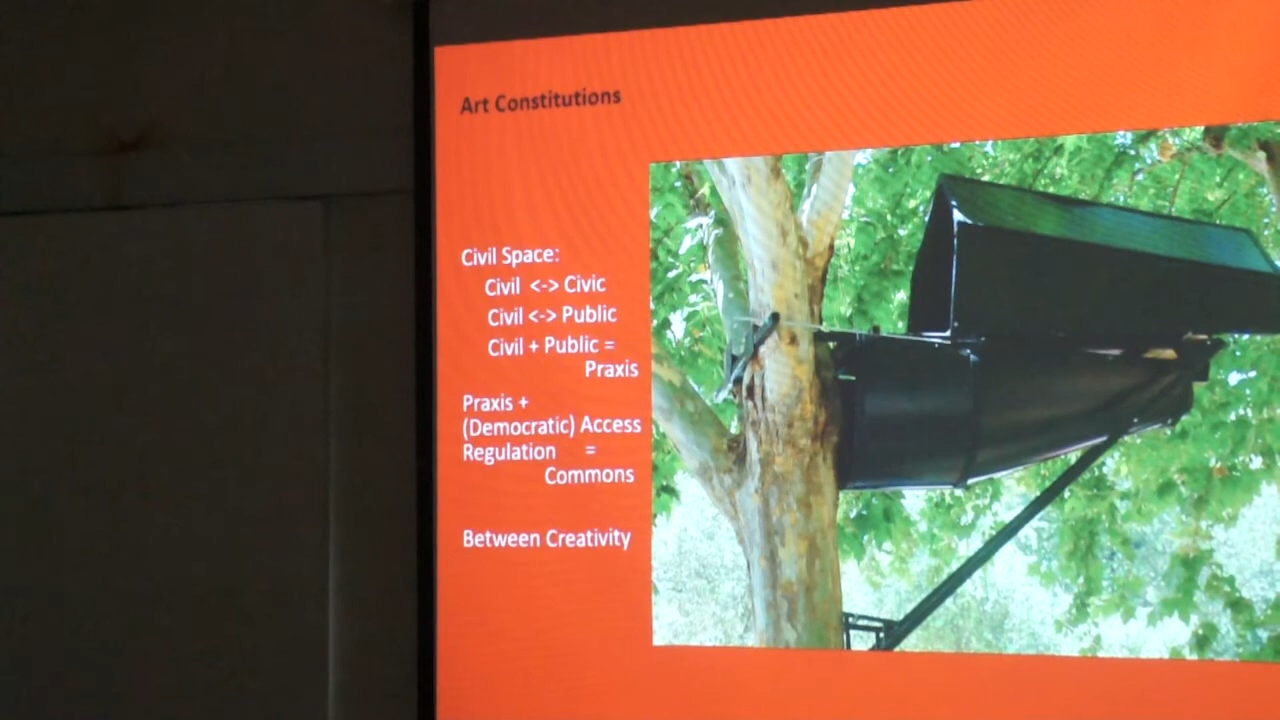 Art Constitutions
Civil Space:
Civil <-> Civic
Civil <-> Public
Civil + Public =
Praxis
Praxis +
(Democratic) Access
Regulation =
Commons
Between Creativity